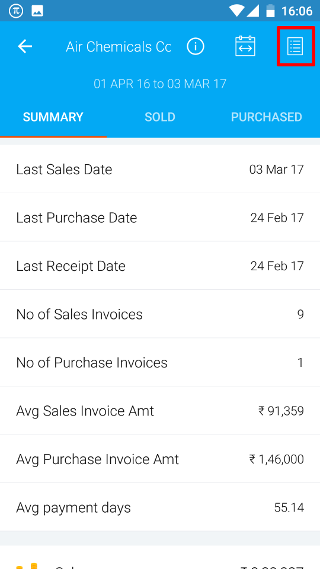 16:06
Air Chemicals Cc
01 APR 16 to 03 MAR 17
SUMMARY SOLD PURCHASED
Last Sales Date 03 Mar 17
Last Purchase Date 24 Feb 17
Last Receipt Date 24 Feb 17
No of Sales Invoices 9
No of Purchase Invoices 1
Avg Sales Invoice Amt ₹ 91,359
Avg Purchase Invoice Amt ₹ 1,46,000
Avg payment days 55.14